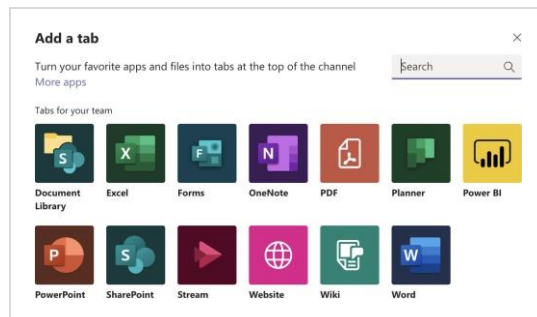 Add a tab
Turn your favorite apps and files into tabs at the top of the channel
Search
More apps
Tabs for your team
S
X
F
N
Document Library
Excel
Forms
OneNote
PDF
Planner
Power BI
P
S
W
PowerPoint
SharePoint
Stream
Website
Wiki
Word